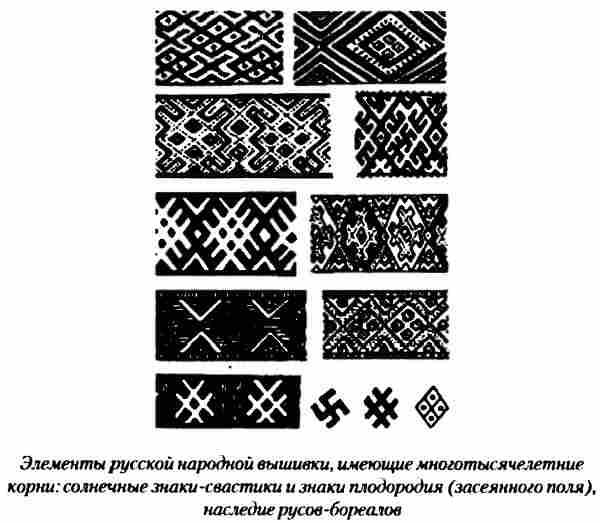 Элементы русской народной вышивки, имеющие многотысячелетние
корни: солнечные знаки-свастики и знаки плодородия (засеянного поля),
наследие русов-бореалов